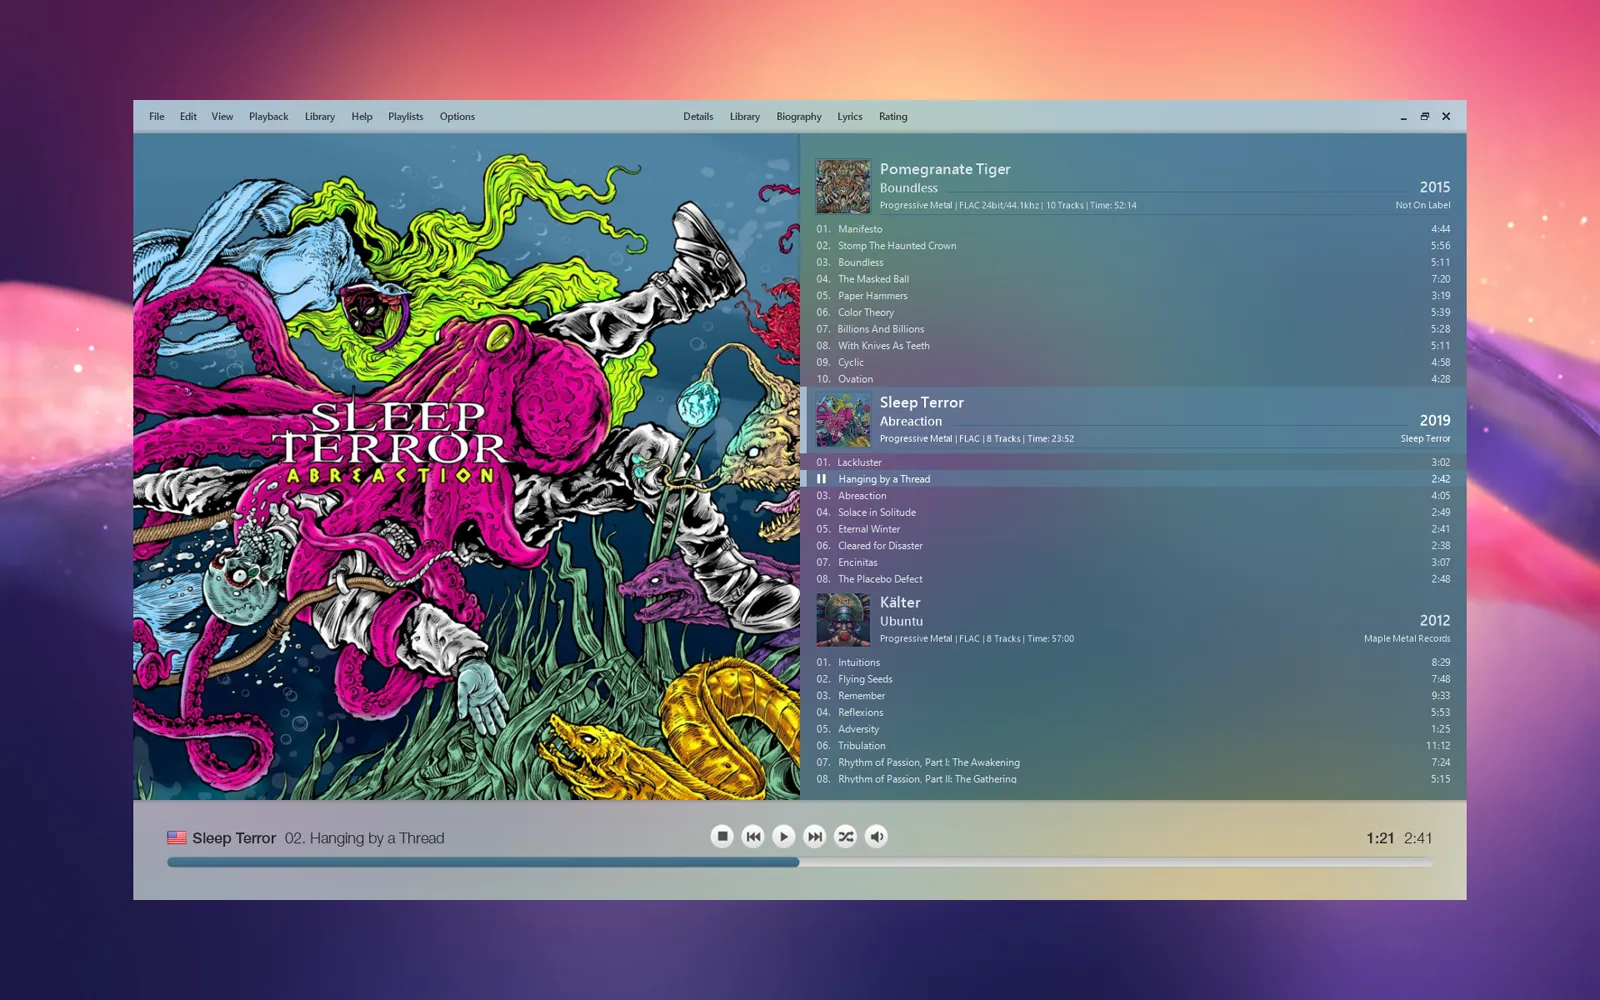 File Edit View Playback Library Help Playlists Options Details Library Biography Lyrics Rating
SLEEP
TERROR
ABREACTION
Pomegranate Tiger
Boundless 2015
Progressive Metal | FLAC 24bit/44.1khz | 10 Tracks | Time: 52:14 Not On Label
01. Manifesto 4:44
02. Stomp The Haunted Crown 5:56
03. Boundless 5:11
04. The Masked Ball 7:20
05. Paper Hammers 3:19
06. Color Theory 5:39
07. Billions And Billions 5:28
08. With Knives As Teeth 5:11
09. Cyclic 4:58
10. Ovation 4:28
Sleep Terror
Abreaction 2019
Progressive Metal | FLAC | 8 Tracks | Time: 23:52 Sleep Terror
01. Lackluster 3:02
Hanging by a Thread 2:42
03. Abreaction 4:05
04. Solace in Solitude 2:49
05. Eternal Winter 2:41
06. Cleared for Disaster 2:38
07. Encinitas 3:07
08. The Placebo Defect 2:48
Kälter
Ubuntu 2012
Progressive Metal | FLAC | 8 Tracks | Time: 57:00 Maple Metal Records
01. Intuitions 8:29
02. Flying Seeds 7:48
03. Remember 9:33
04. Reflexions 5:53
05. Adversity 1:25
06. Tribulation 11:12
07. Rhythm of Passion, Part I: The Awakening 7:24
08. Rhythm of Passion, Part II: The Gathering 5:15
Sleep Terror 02. Hanging by a Thread 1:21 2:41